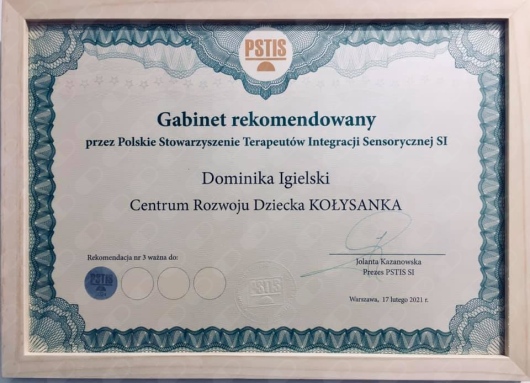 PSTIS
Gabinet rekomendowany
przez Polskie Stowarzyszenie Terapeutów Integracji Sensorycznej SI
Dominika Igielski
Centrum Rozwoju Dziecka KOŁYSANKA
Rekomendacja nr 3 ważna do:
PSTIS
PSTIS
Jolanta Kazanowska
Prezes PSTIS SI
Warszawa, 17 lutego 2021 r.